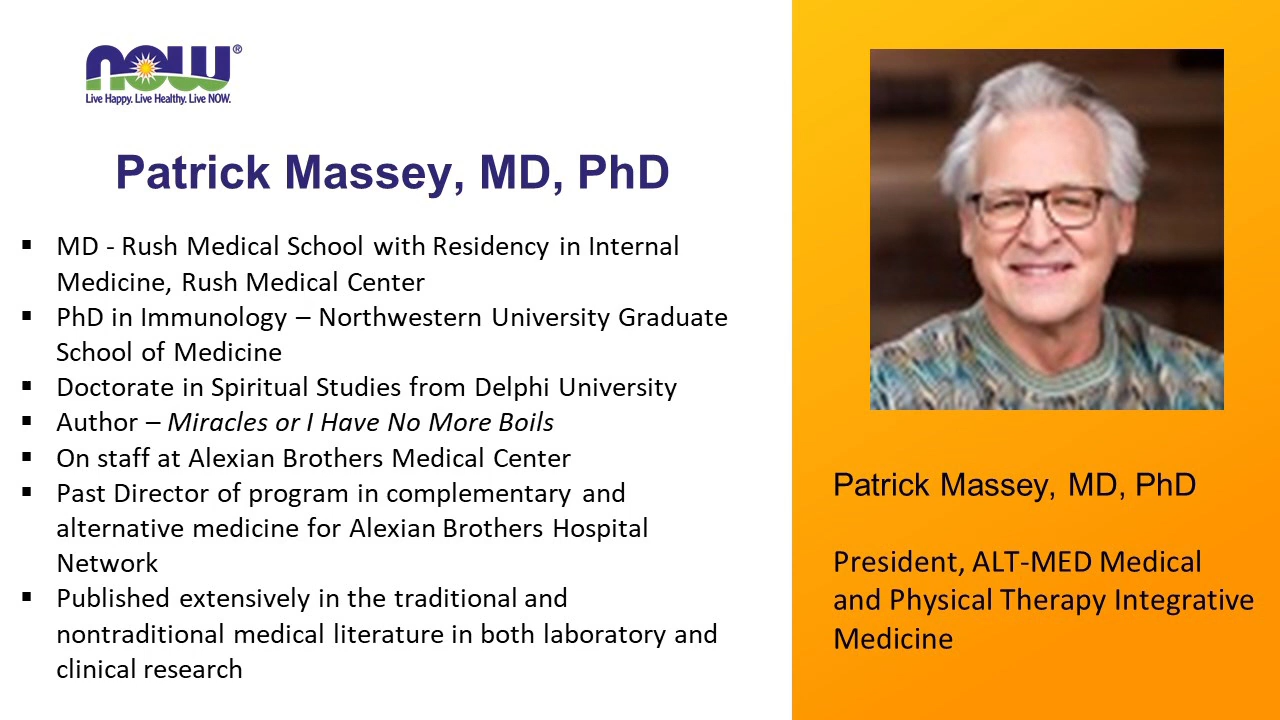 now®
Live Happy. Live Healthy. Live NOW.
Patrick Massey, MD, PhD
▪ MD - Rush Medical School with Residency in Internal
Medicine, Rush Medical Center
▪ PhD in Immunology – Northwestern University Graduate
School of Medicine
▪ Doctorate in Spiritual Studies from Delphi University
▪ Author – Miracles or I Have No More Boils
▪ On staff at Alexian Brothers Medical Center
▪ Past Director of program in complementary and
alternative medicine for Alexian Brothers Hospital
Network
▪ Published extensively in the traditional and
nontraditional medical literature in both laboratory and
clinical research
Patrick Massey, MD, PhD
President, ALT-MED Medical
and Physical Therapy Integrative
Medicine